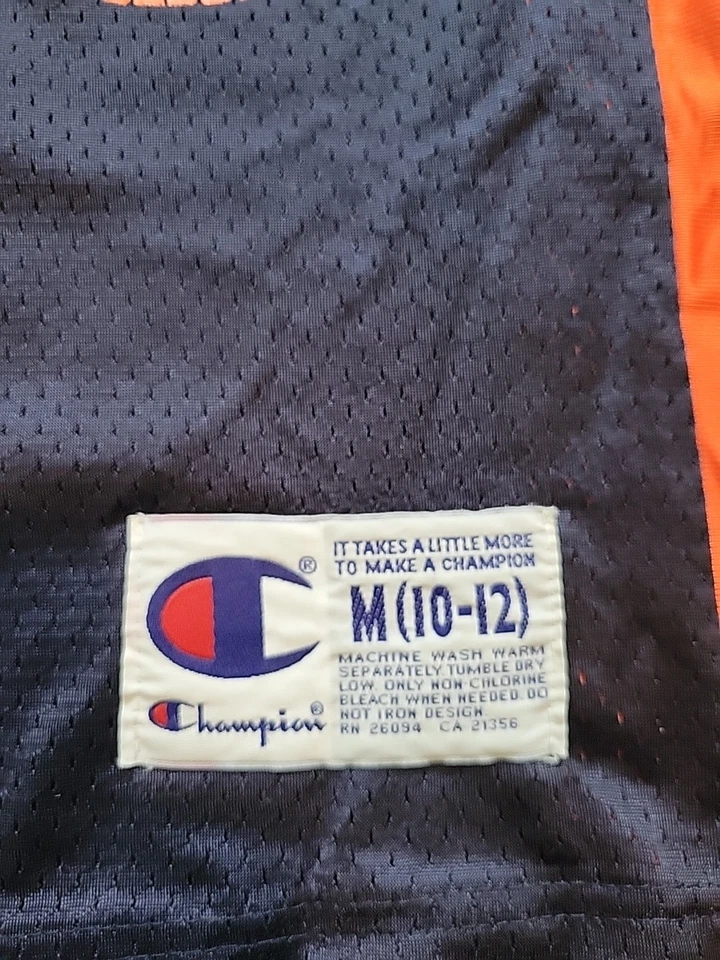 ®
IT TAKES A LITTLE MORE
TO MAKE A CHAMPION
M (10-12)
MACHINE WASH WARM
SEPARATELY. TUMBLE DRY
LOW. ONLY NON-CHLORINE
BLEACH WHEN NEEDED. DO
NOT IRON DESIGN
RN 26094 CA 21356
Champion®